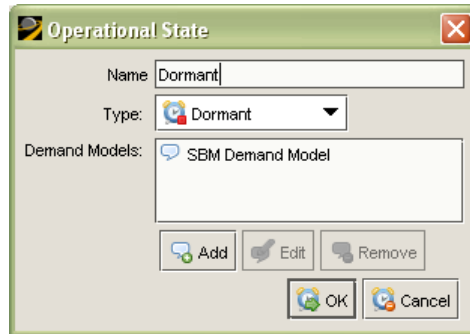 Operational State
Name Dormant
Type: Dormant
Demand Models: SBM Demand Model
Add Edit Remove
OK Cancel